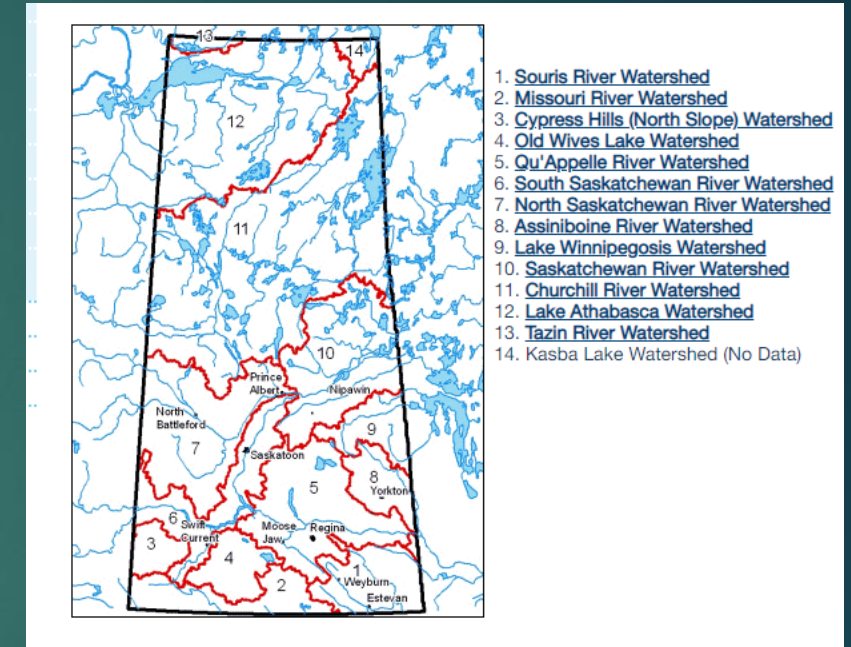 13
14
12
11
10
Prince
Albert
Nipawin
North
Battleford
9
7
Saskatoon
8
5
Yorkton
6
Swift
Current
Moose
Jaw
Regina
3
4
1
2
Weyburn
Estevan
1. Souris River Watershed
2. Missouri River Watershed
3. Cypress Hills (North Slope) Watershed
4. Old Wives Lake Watershed
5. Qu'Appelle River Watershed
6. South Saskatchewan River Watershed
7. North Saskatchewan River Watershed
8. Assiniboine River Watershed
9. Lake Winnipegosis Watershed
10. Saskatchewan River Watershed
11. Churchill River Watershed
12. Lake Athabasca Watershed
13. Tazin River Watershed
14. Kasba Lake Watershed (No Data)